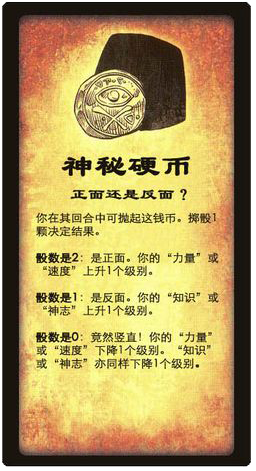 神秘硬币
正面还是反面？
你在其回合中可抛起这钱币。掷骰1
颗决定结果。
骰数是2：是正面。你的“力量”或
“速度”上升1个级别。
骰数是1：是反面。你的“知识”或
“神志”上升1个级别。
骰数是0：竟然竖直！你的“力量”
或“速度”下降1个级别。“知识”
或“神志”亦同样下降1个级别。